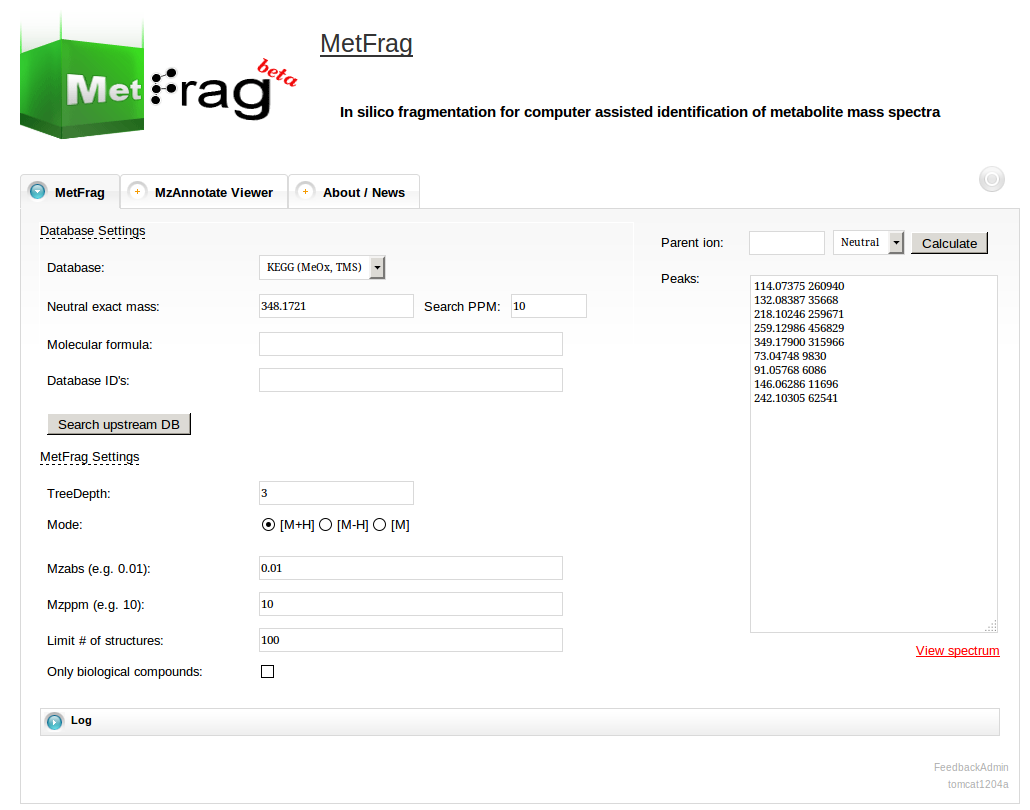 MetFrag beta
MetFrag
In silico fragmentation for computer assisted identification of metabolite mass spectra
MetFrag
MzAnnotate Viewer
About / News
Database Settings
Database: KEGG (MeOx, TMS)
Neutral exact mass: 348.1721 Search PPM: 10
Molecular formula:
Database ID's:
Search upstream DB
MetFrag Settings
TreeDepth: 3
Mode: [M+H] [M-H] [M]
Mzabs (e.g. 0.01): 0.01
Mzppm (e.g. 10): 10
Limit # of structures: 100
Only biological compounds:
Parent ion: Neutral Calculate
Peaks:
114.07375 260940
132.08387 35668
218.10246 259671
259.12986 456829
349.17900 315966
73.04748 9830
91.05768 6086
146.06286 11696
242.10305 62541
View spectrum
Log
FeedbackAdmin
tomcat1204a